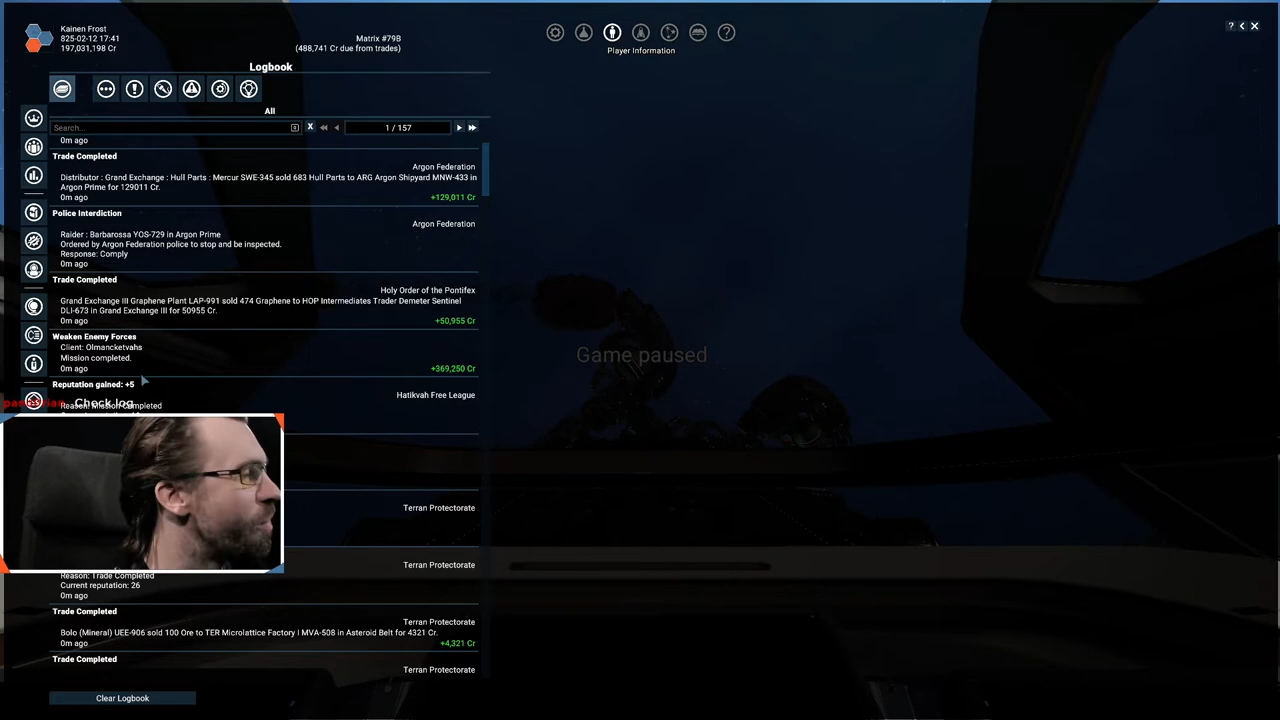 Kainen Frost
825-02-12 17:41
197,031,198 Cr
Matrix #79B
(488,741 Cr due from trades)
Player Information
Logbook
All
Search...
X
1 / 157
0m ago
Trade Completed
Argon Federation
Distributor : Grand Exchange : Hull Parts : Mercur SWE-345 sold 683 Hull Parts to ARG Argon Shipyard MNW-433 in
Argon Prime for 129011 Cr.
0m ago
+129,011 Cr
Police Interdiction
Argon Federation
Raider : Barbarossa YOS-729 in Argon Prime
Ordered by Argon Federation police to stop and be inspected.
Response: Comply
0m ago
Trade Completed
Holy Order of the Pontifex
Grand Exchange III Graphene Plant LAP-991 sold 474 Graphene to HOP Intermediates Trader Demeter Sentinel
DLI-673 in Grand Exchange III for 50955 Cr.
0m ago
+50,955 Cr
Weaken Enemy Forces
Client: Olmancketvahs
Mission completed.
0m ago
+369,250 Cr
Reputation gained: +5
Hatikvah Free League
Check log
Reason: Mission Completed
Terran Protectorate
Terran Protectorate
Reason: Trade Completed
Current reputation: 26
0m ago
Trade Completed
Terran Protectorate
Bolo (Mineral) UEE-906 sold 100 Ore to TER Microlattice Factory I MVA-508 in Asteroid Belt for 4321 Cr.
0m ago
+4,321 Cr
Trade Completed
Terran Protectorate
Clear Logbook
Game paused